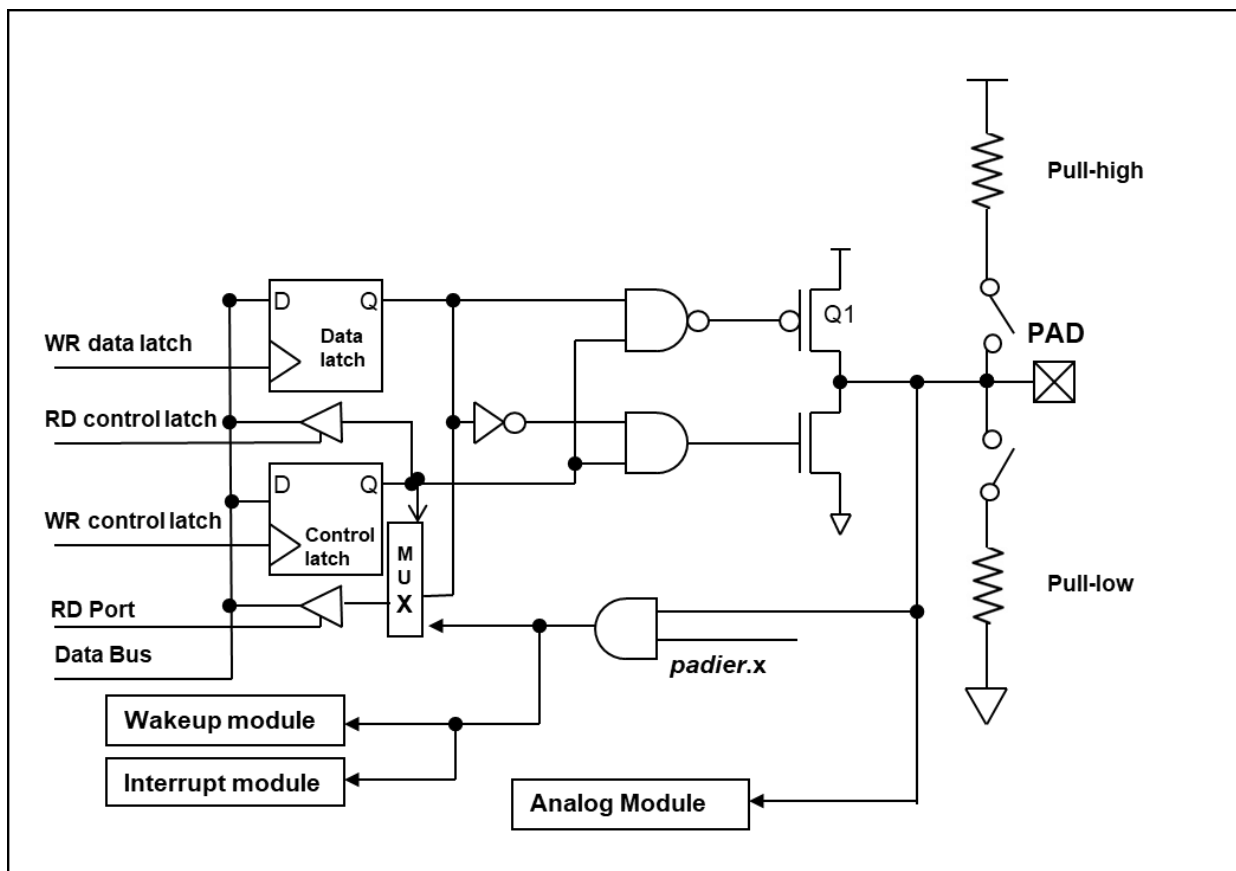 Pull-high
Q1
PAD
D
Q
Data
latch
WR data latch
RD control latch
D
Q
WR control latch
Control
latch
M
U
X
RD Port
Data Bus
padier.x
Pull-low
Wakeup module
Interrupt module
Analog Module